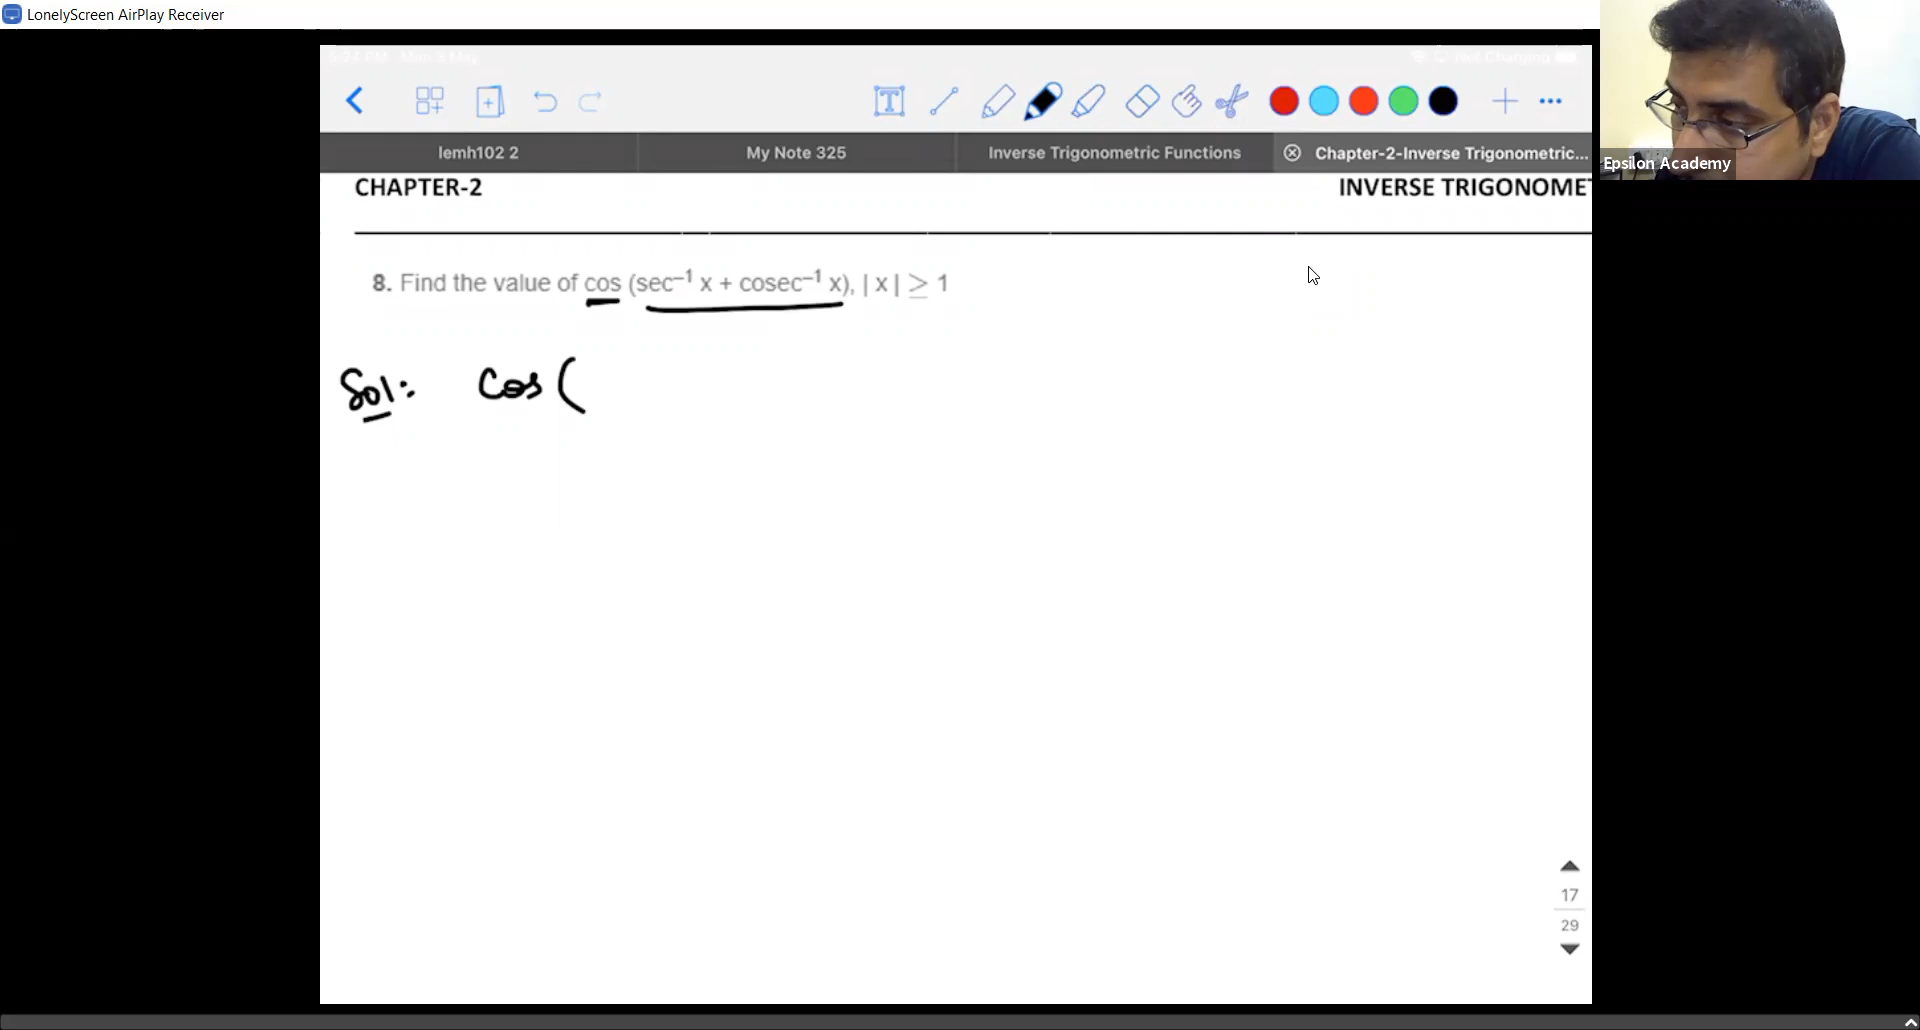 LonelyScreen AirPlay Receiver
lemh102 2
My Note 325
Inverse Trigonometric Functions
Chapter-2-Inverse Trigonometric...
Epsilon Academy
CHAPTER-2
INVERSE TRIGONOME
8. Find the value of cos (sec⁻¹ x + cosec⁻¹ x), | x | ≥ 1
Sol: Cos (
17
29